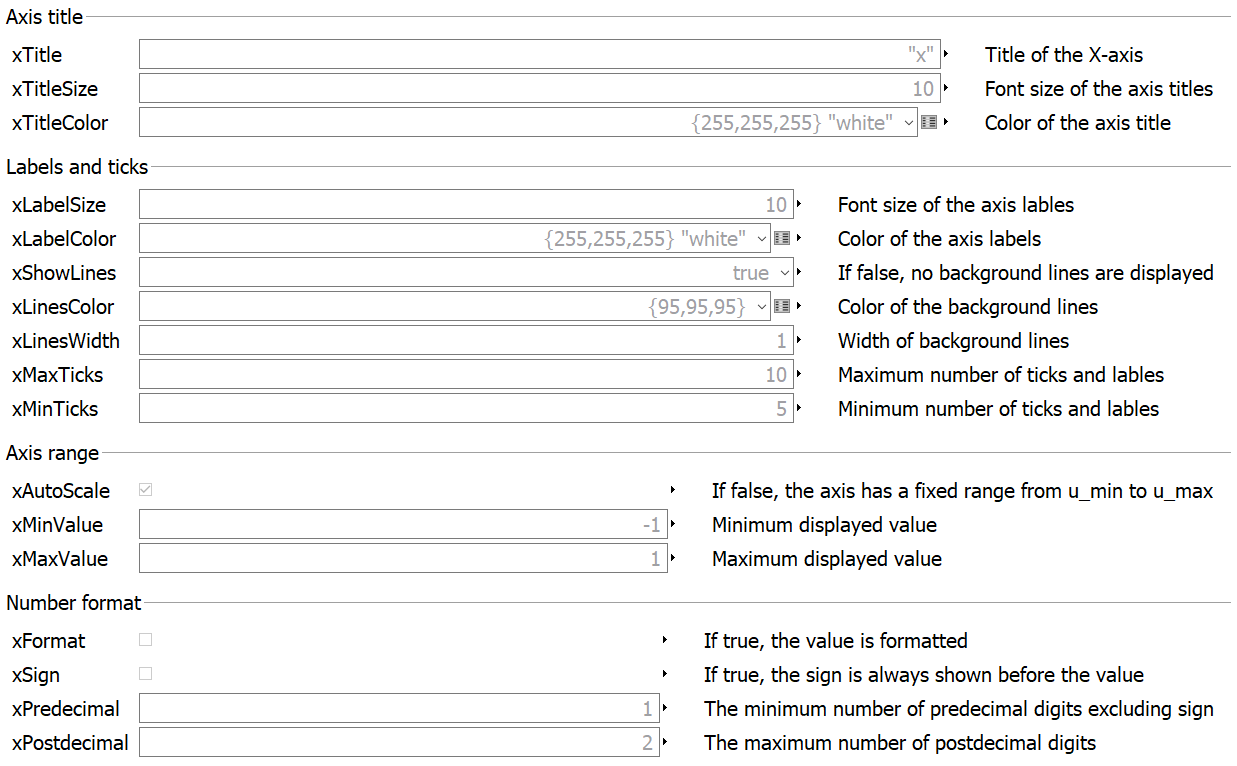 Axis title
xTitle "x" Title of the X-axis
xTitleSize 10 Font size of the axis titles
xTitleColor {255,255,255} "white" Color of the axis title
Labels and ticks
xLabelSize 10 Font size of the axis lables
xLabelColor {255,255,255} "white" Color of the axis labels
xShowLines true If false, no background lines are displayed
xLinesColor {95,95,95} Color of the background lines
xLinesWidth 1 Width of background lines
xMaxTicks 10 Maximum number of ticks and lables
xMinTicks 5 Minimum number of ticks and lables
Axis range
xAutoScale If false, the axis has a fixed range from u_min to u_max
xMinValue -1 Minimum displayed value
xMaxValue 1 Maximum displayed value
Number format
xFormat If true, the value is formatted
xSign If true, the sign is always shown before the value
xPredecimal 1 The minimum number of predecimal digits excluding sign
xPostdecimal 2 The maximum number of postdecimal digits